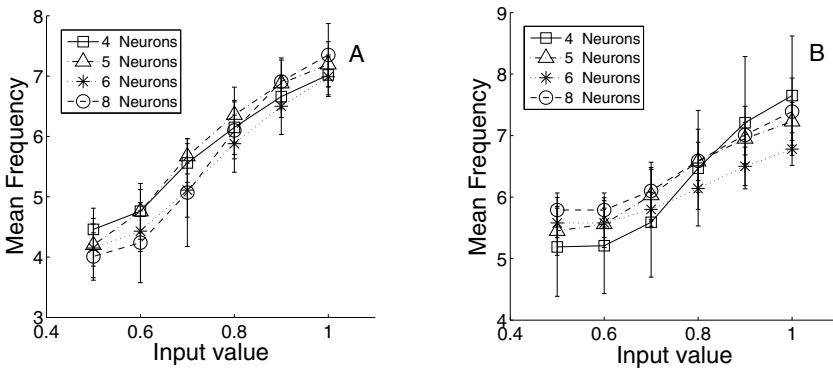 A
4 Neurons
5 Neurons
6 Neurons
8 Neurons
Mean Frequency
8
7
6
5
4
3
0.4
0.6
0.8
1
Input value
B
4 Neurons
5 Neurons
6 Neurons
8 Neurons
Mean Frequency
9
8
7
6
5
4
0.4
0.6
0.8
1
Input value